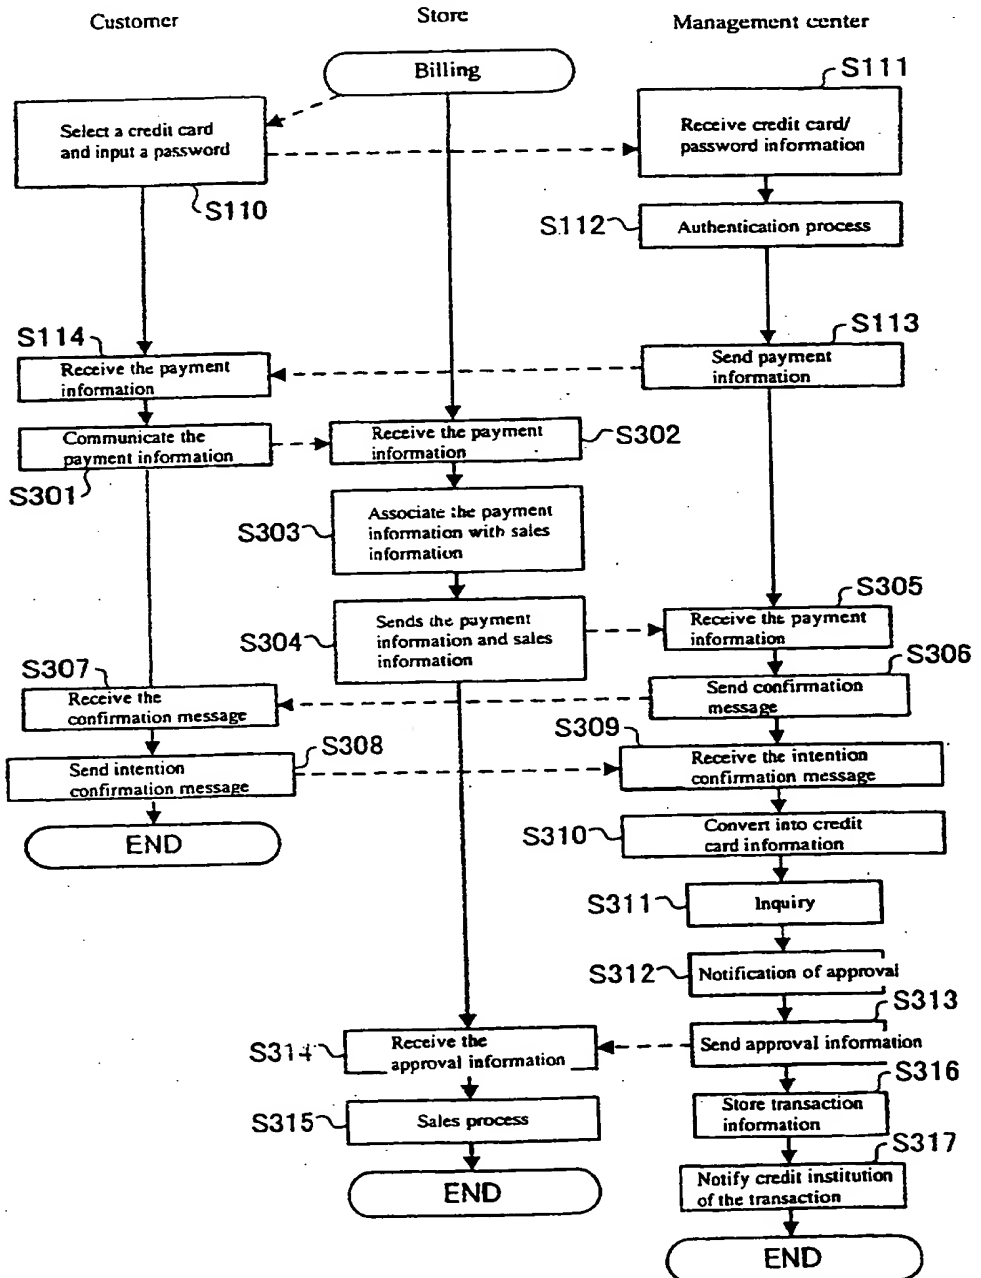 Customer
Store
Management center
Billing
S111
Select a credit card
and input a password
Receive credit card/
password information
S110
S112
Authentication process
S114
S113
Receive the payment
information
Send payment
information
Communicate the
payment information
Receive the payment
information
S302
S301
S303
Associate the payment
information with sales
information
S305
S304
Sends the payment
information and sales
information
Receive the payment
information
S306
S307
Receive the
confirmation message
Send confirmation
message
S309
S308
Send intention
confirmation message
Receive the intention
confirmation message
END
S310
Convert into credit
card information
S311
Inquiry
S312
Notification of approval
S313
S314
Receive the
approval information
Send approval information
S316
S315
Sales process
Store transaction
information
S317
END
Notify credit institution
of the transaction
END